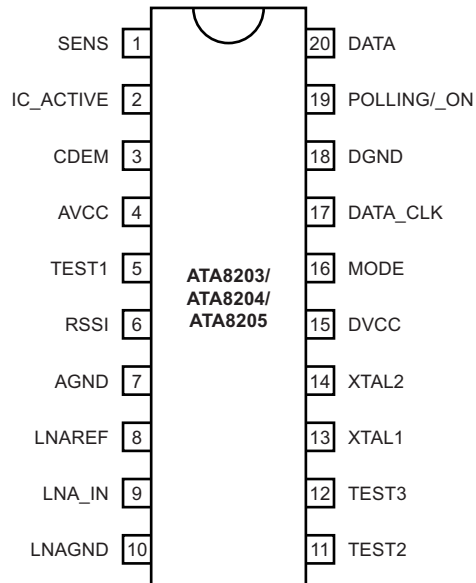 SENS 1 20 DATA
IC_ACTIVE 2 19 POLLING/_ON
CDEM 3 18 DGND
AVCC 4 17 DATA_CLK
TEST1 5 16 MODE
ATA8203/
ATA8204/
ATA8205
RSSI 6 15 DVCC
AGND 7 14 XTAL2
LNAREF 8 13 XTAL1
LNA_IN 9 12 TEST3
LNAGND 10 11 TEST2